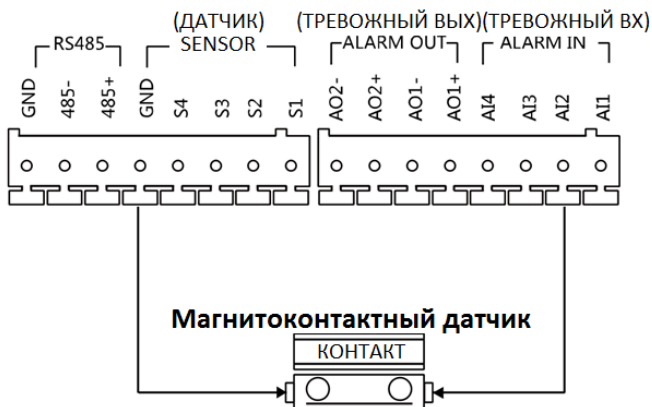 (ДАТЧИК) (ТРЕВОЖНЫЙ ВЫХ)(ТРЕВОЖНЫЙ ВХ)
RS485 SENSOR ALARM OUT ALARM IN
GND 485- 485+ GND S4 S3 S2 S1 AO2- AO2+ AO1- AO1+ AI4 AI3 AI2 AI1
Магнитоконтактный датчик
КОНТАКТ